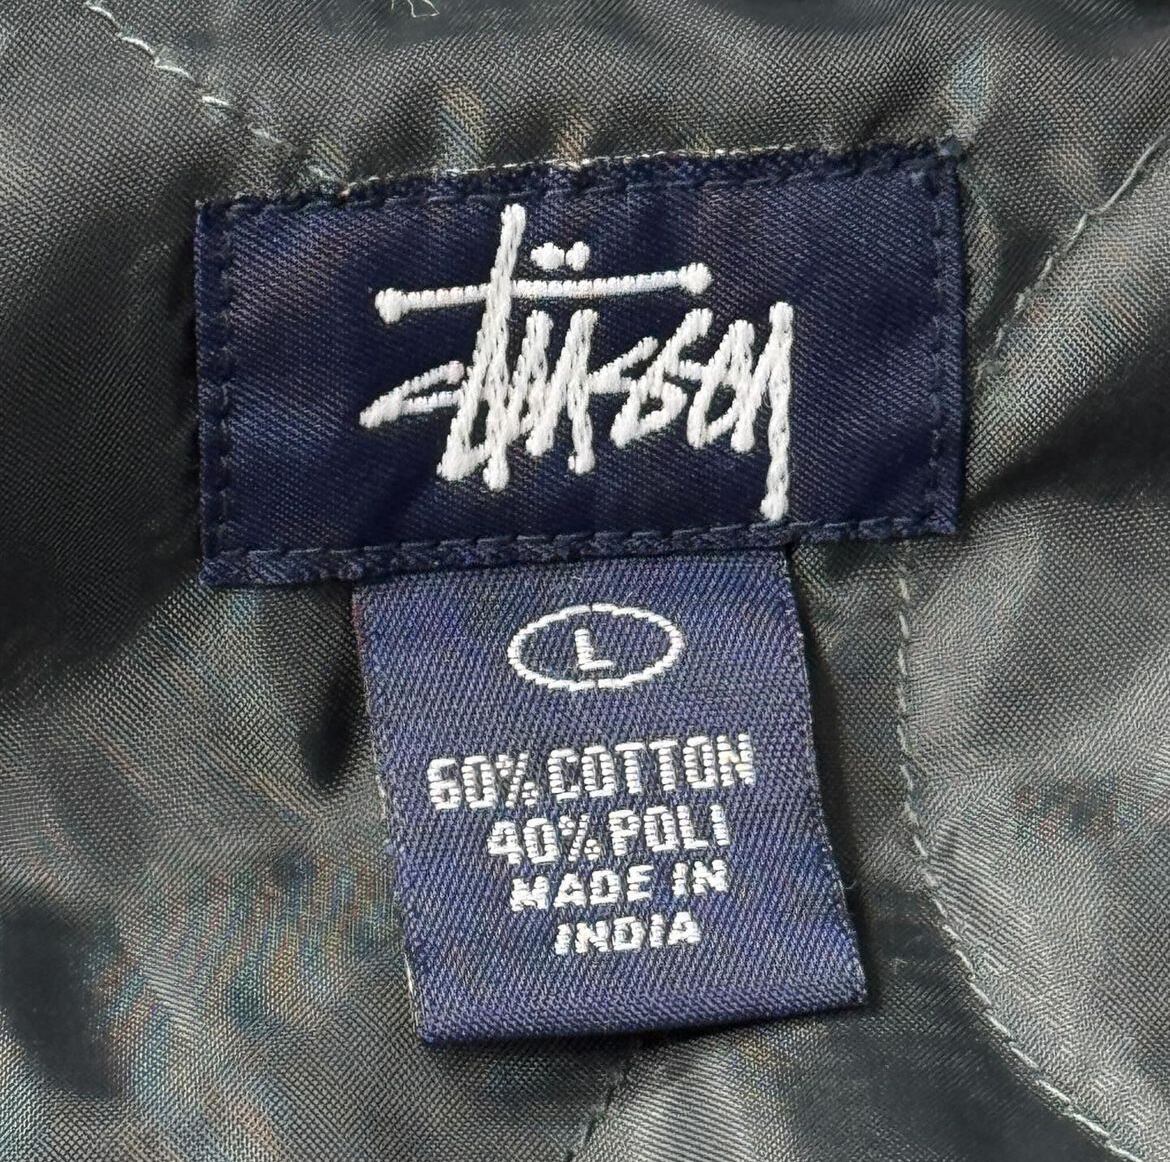 Stüssy
L
60% COTTON
40% POLI
MADE IN
INDIA